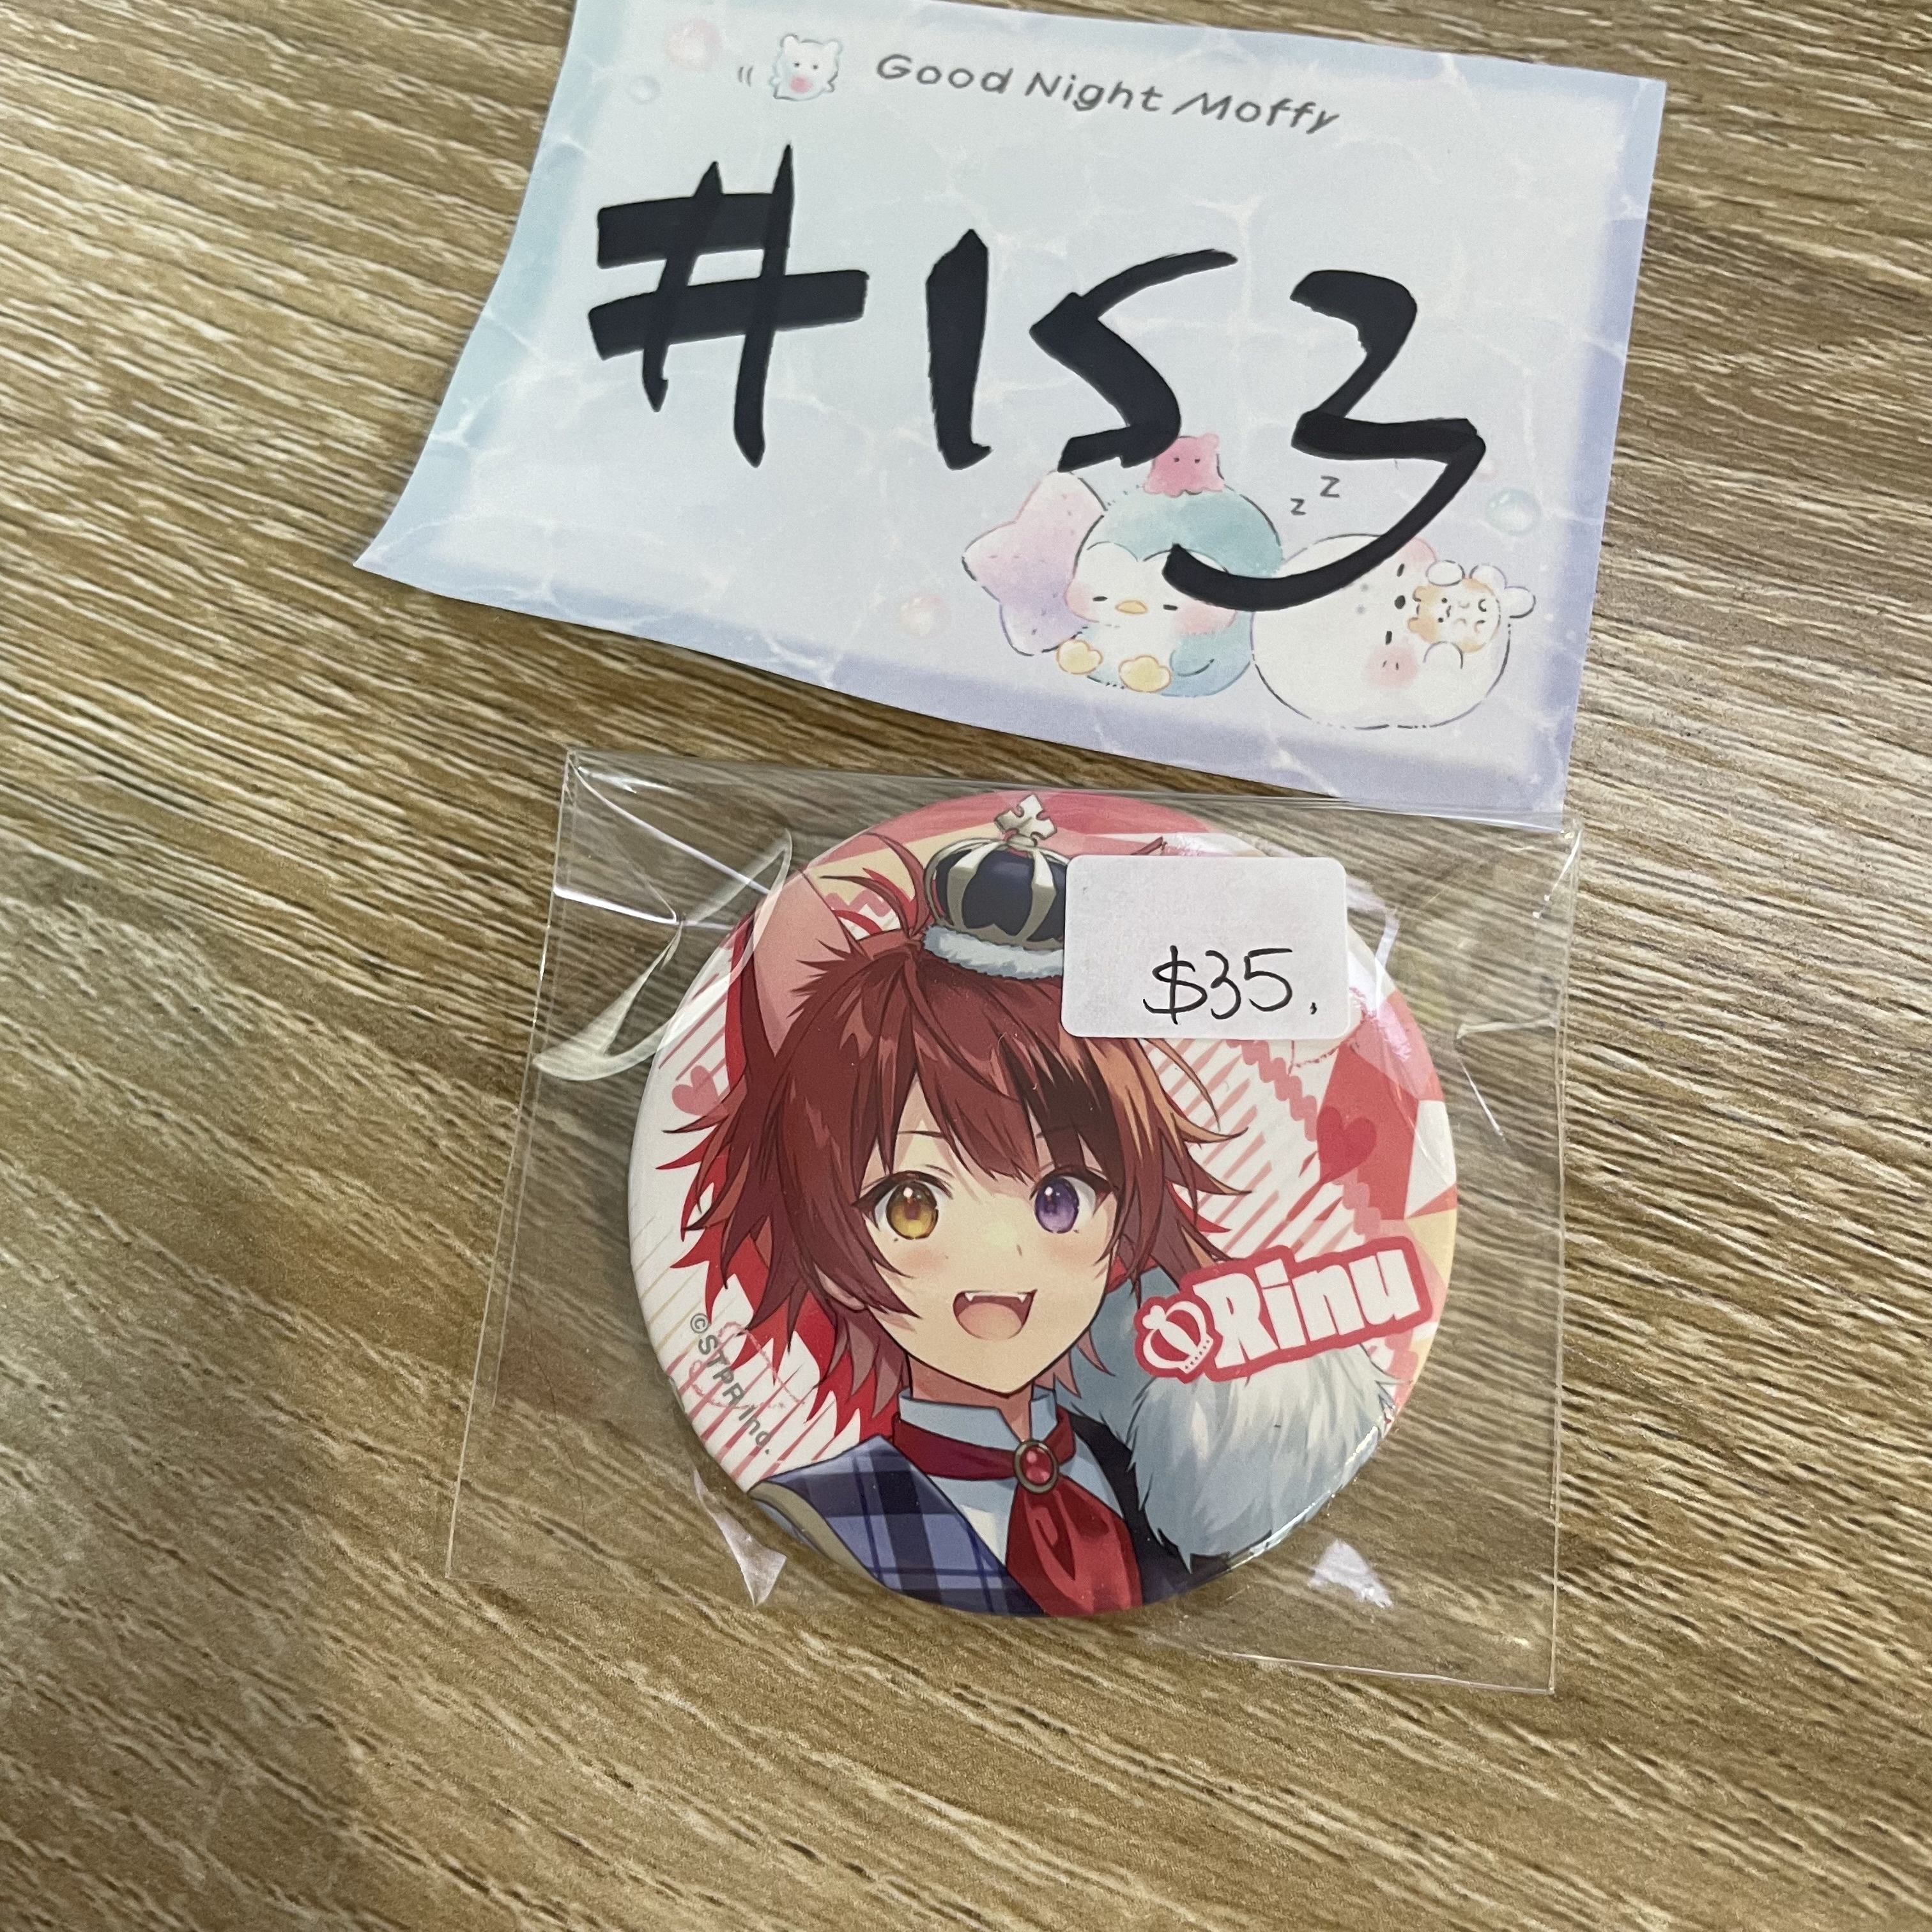 Good Night Moffy
#153
z z
$35.
Rinu
©STPR Inc.